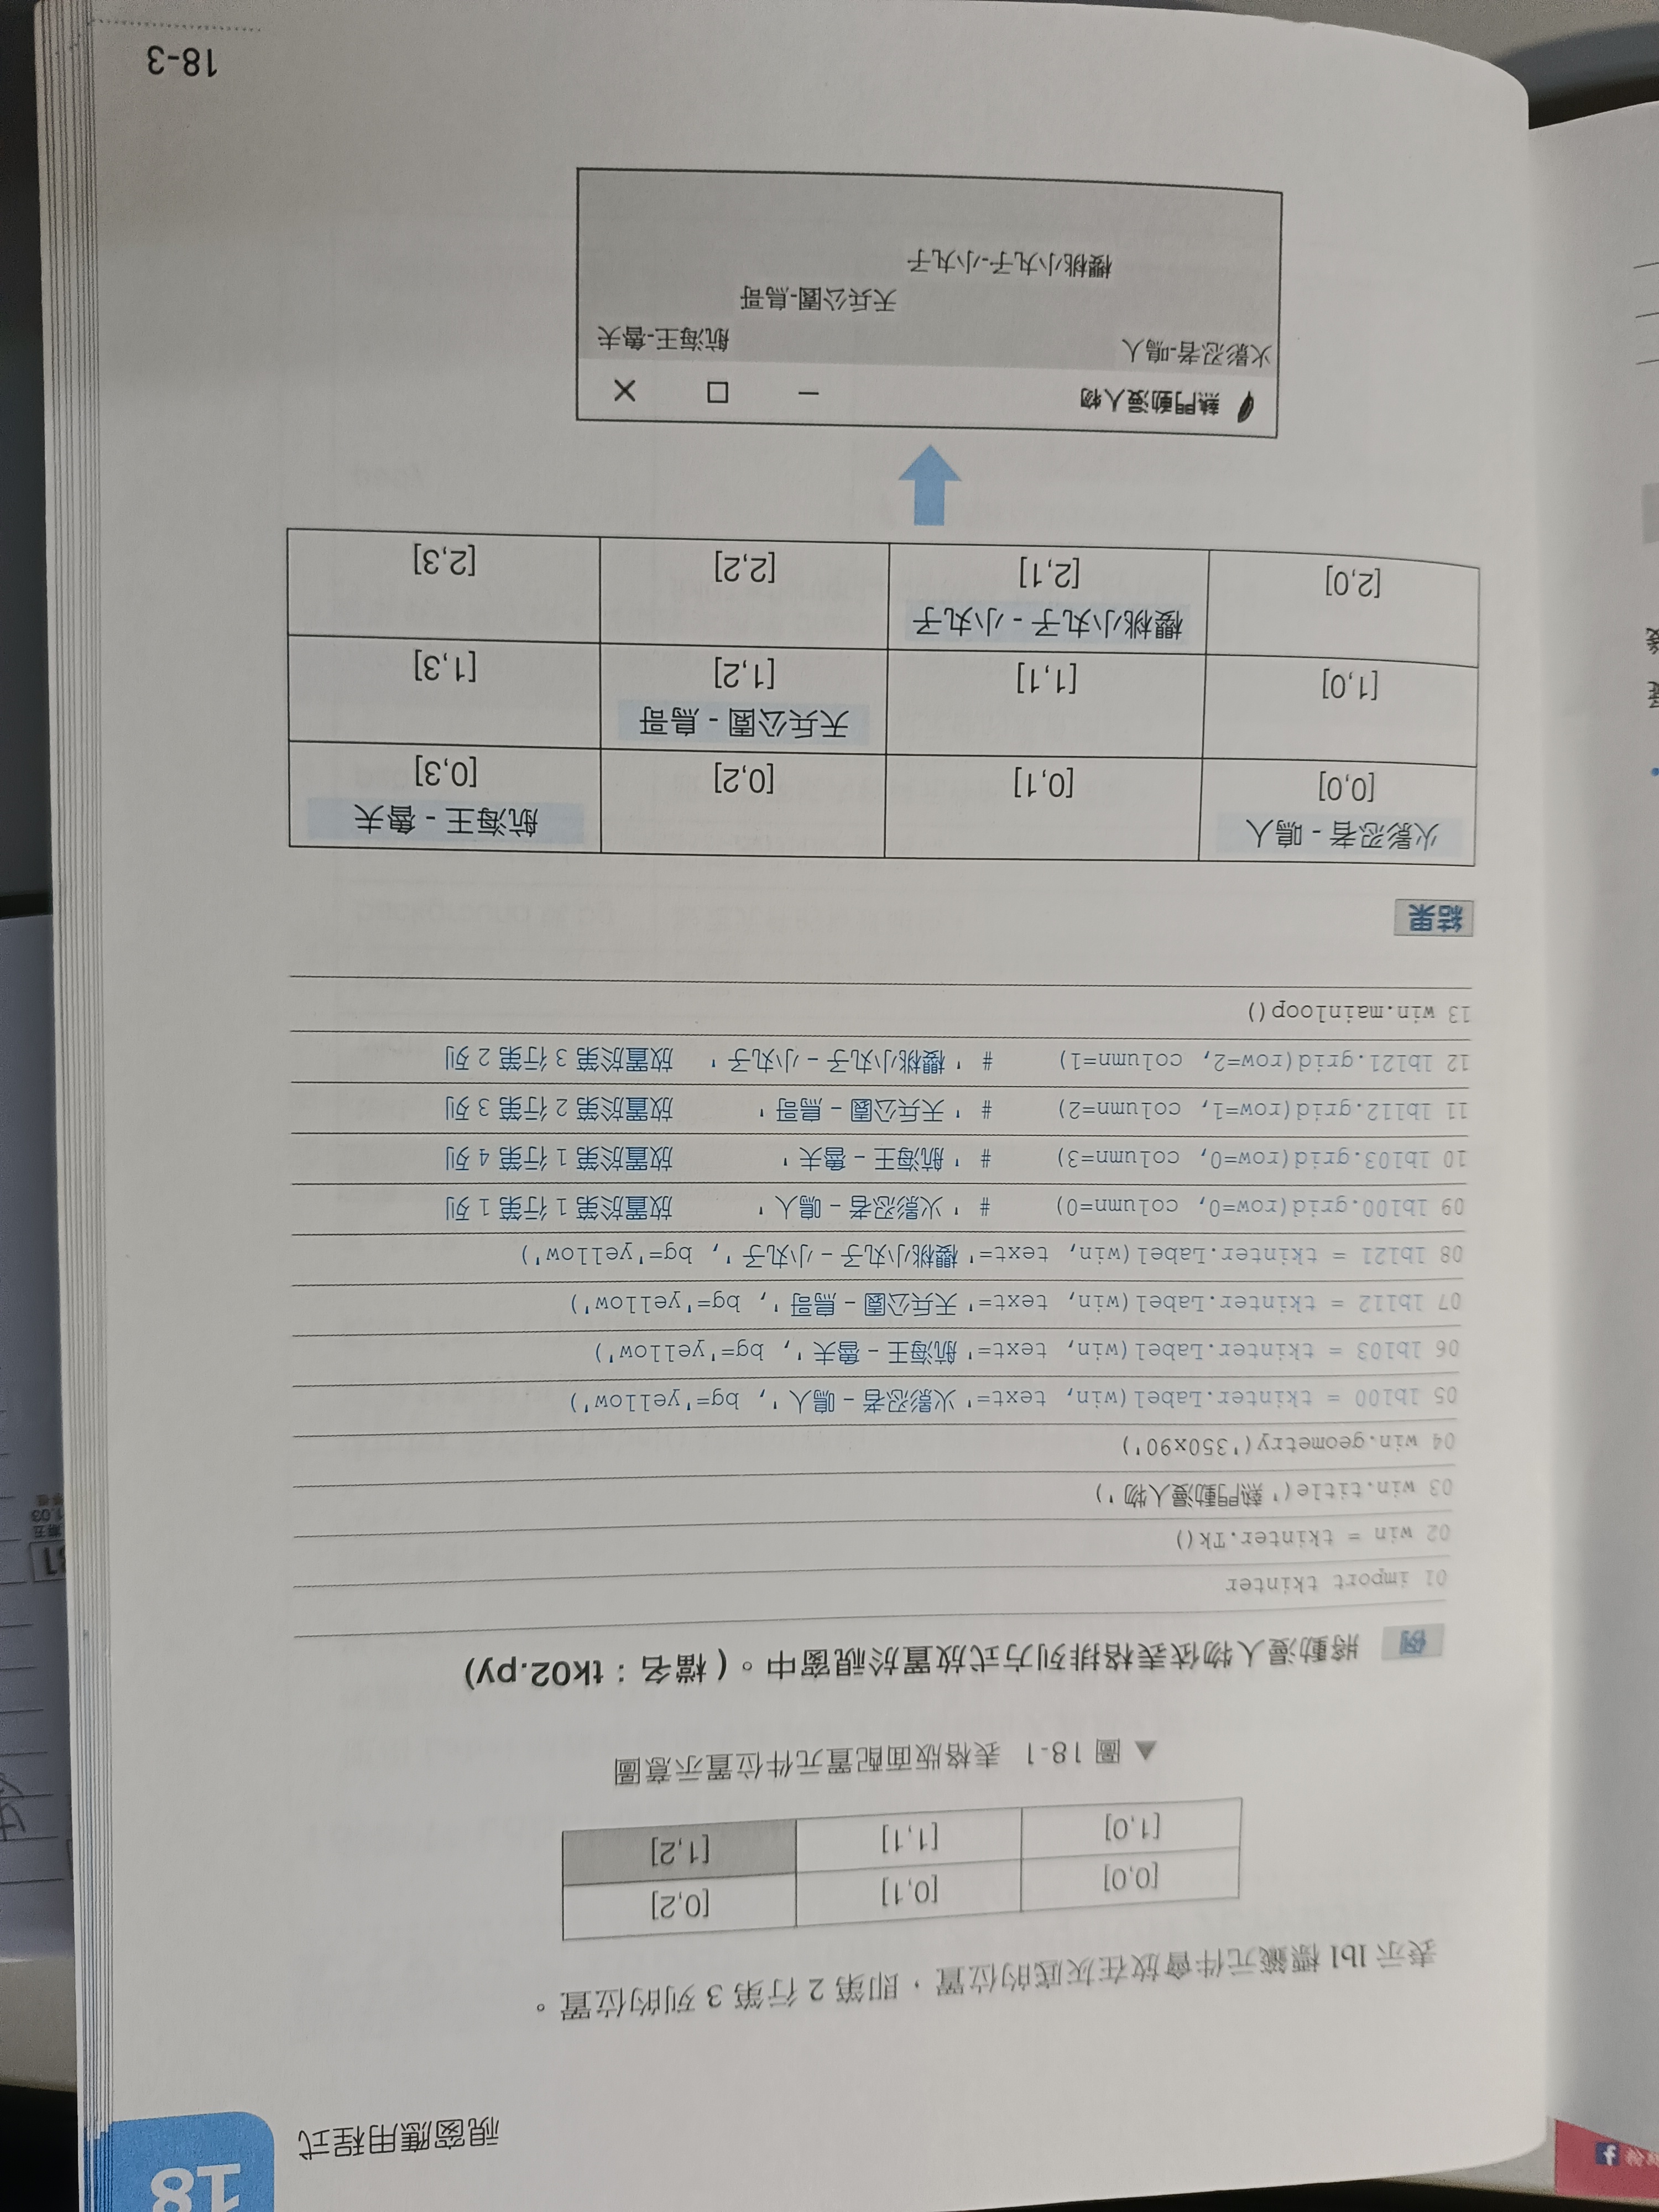 18
視窗應用程式
表示 lbl 標籤元件會放在灰底的位置，即第 2 行第 3 列的位置。
[0,0] [0,1] [0,2]
[1,0] [1,1] [1,2]
▲ 圖 18-1 表格版面配置元件位置示意圖
例 將動漫人物依表格排列方式放置於視窗中。(檔名：tk02.py)
01 import tkinter
02 win = tkinter.Tk()
03 win.title('熱門動漫人物')
04 win.geometry('350x90')
05 lbl00 = tkinter.Label(win, text='火影忍者－鳴人', bg='yellow')
06 lbl03 = tkinter.Label(win, text='航海王－魯夫', bg='yellow')
07 lbl12 = tkinter.Label(win, text='天兵公園－鳥哥', bg='yellow')
08 lbl21 = tkinter.Label(win, text='櫻桃小丸子－小丸子', bg='yellow')
09 lbl00.grid(row=0, column=0) # '火影忍者－鳴人' 放置於第 1 行第 1 列
10 lbl03.grid(row=0, column=3) # '航海王－魯夫' 放置於第 1 行第 4 列
11 lbl12.grid(row=1, column=2) # '天兵公園－鳥哥' 放置於第 2 行第 3 列
12 lbl21.grid(row=2, column=1) # '櫻桃小丸子－小丸子' 放置於第 3 行第 2 列
13 win.mainloop()
結果
火影忍者 - 鳴人 航海王 - 魯夫
[0,0] [0,1] [0,2] [0,3]
天兵公園 - 鳥哥
[1,0] [1,1] [1,2] [1,3]
櫻桃小丸子 - 小丸子
[2,0] [2,1] [2,2] [2,3]
熱門動漫人物
火影忍者-鳴人 航海王-魯夫
天兵公園-鳥哥
櫻桃小丸子-小丸子
18-3